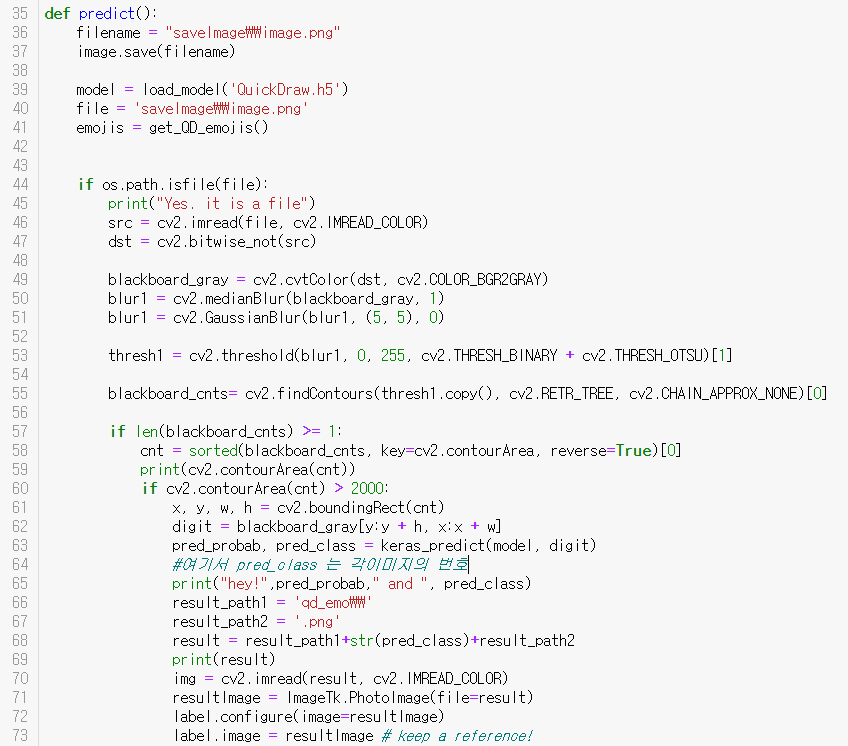 35 def predict():
36     filename = "saveImage₩₩image.png"
37     image.save(filename)
38
39     model = load_model('QuickDraw.h5')
40     file = 'saveImage₩₩image.png'
41     emojis = get_QD_emojis()
42
43
44     if os.path.isfile(file):
45         print("Yes. it is a file")
46         src = cv2.imread(file, cv2.IMREAD_COLOR)
47         dst = cv2.bitwise_not(src)
48
49         blackboard_gray = cv2.cvtColor(dst, cv2.COLOR_BGR2GRAY)
50         blur1 = cv2.medianBlur(blackboard_gray, 1)
51         blur1 = cv2.GaussianBlur(blur1, (5, 5), 0)
52
53         thresh1 = cv2.threshold(blur1, 0, 255, cv2.THRESH_BINARY + cv2.THRESH_OTSU)[1]
54
55         blackboard_cnts= cv2.findContours(thresh1.copy(), cv2.RETR_TREE, cv2.CHAIN_APPROX_NONE)[0]
56
57         if len(blackboard_cnts) >= 1:
58             cnt = sorted(blackboard_cnts, key=cv2.contourArea, reverse=True)[0]
59             print(cv2.contourArea(cnt))
60             if cv2.contourArea(cnt) > 2000:
61                 x, y, w, h = cv2.boundingRect(cnt)
62                 digit = blackboard_gray[y:y + h, x:x + w]
63                 pred_probab, pred_class = keras_predict(model, digit)
64                 #여기서 pred_class 는 각이미지의 번호
65                 print("hey!",pred_probab," and ", pred_class)
66                 result_path1 = 'qd_emo₩₩'
67                 result_path2 = '.png'
68                 result = result_path1+str(pred_class)+result_path2
69                 print(result)
70                 img = cv2.imread(result, cv2.IMREAD_COLOR)
71                 resultImage = ImageTk.PhotoImage(file=result)
72                 label.configure(image=resultImage)
73                 label.image = resultImage # keep a reference!